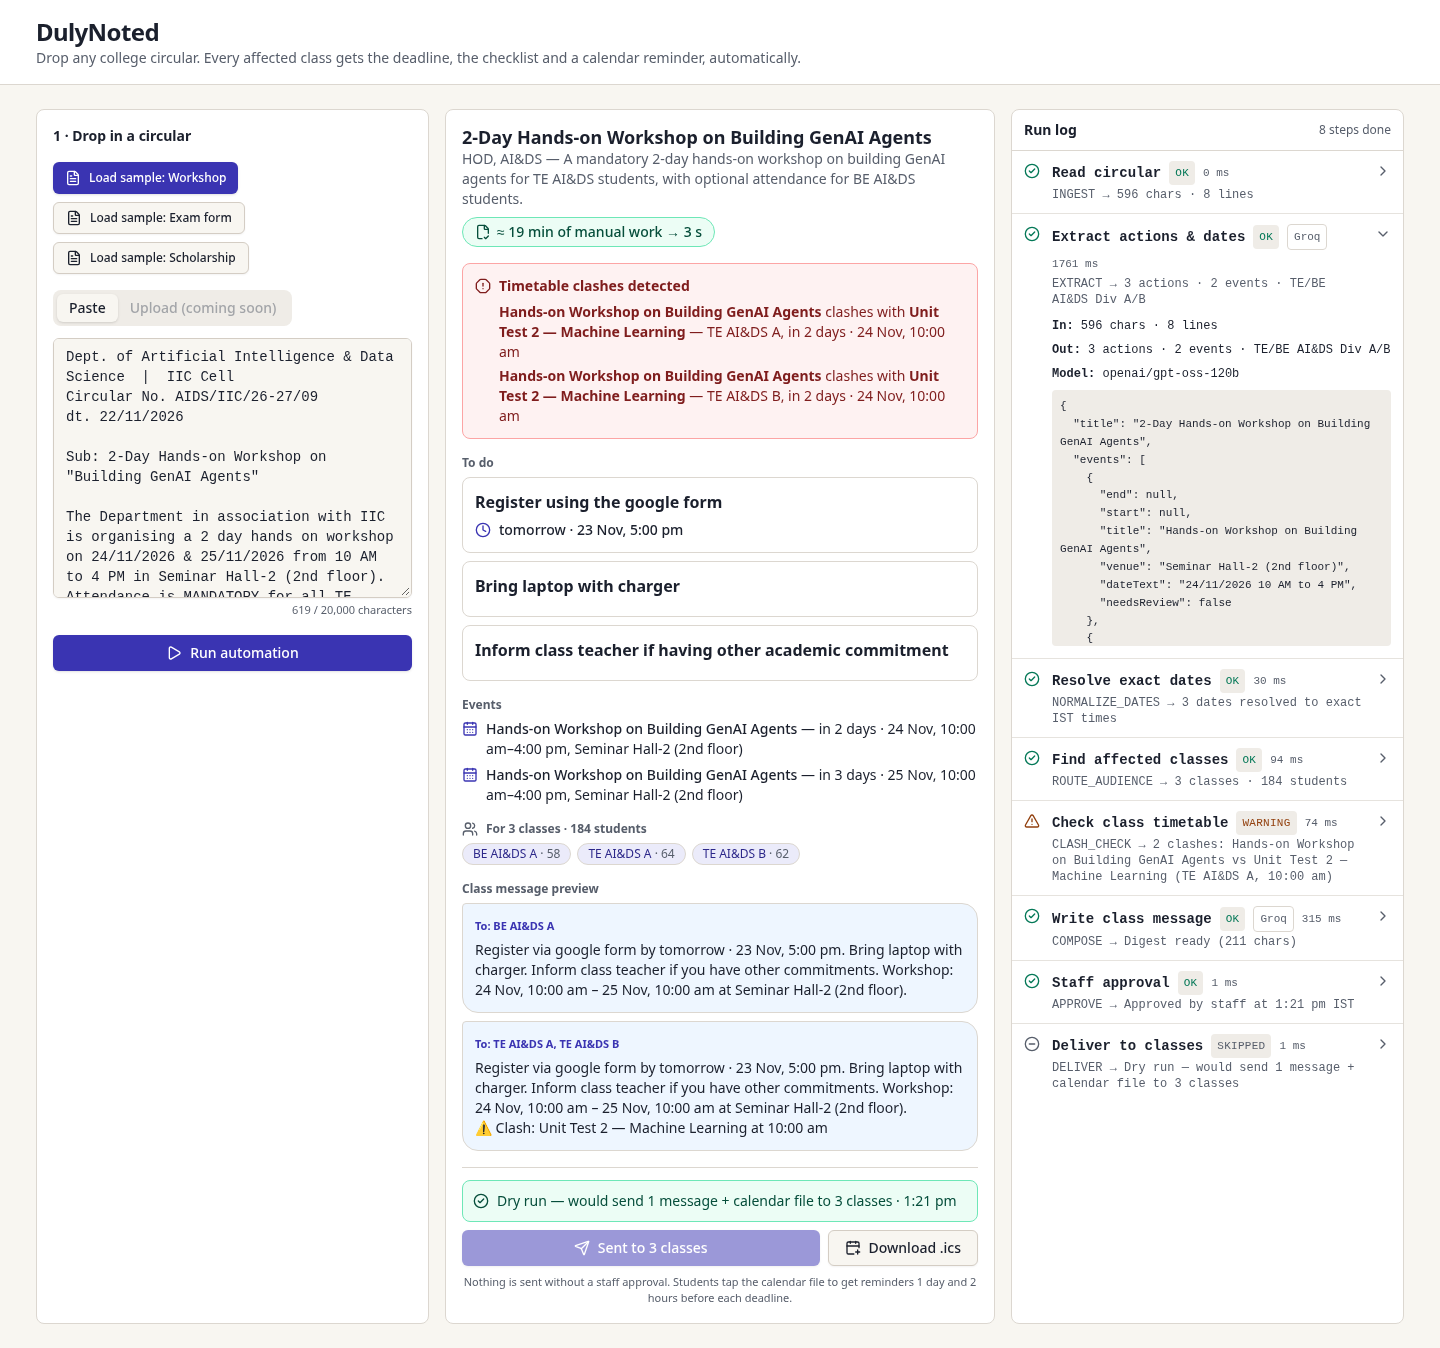 DulyNoted
Drop any college circular. Every affected class gets the deadline, the checklist and a calendar reminder, automatically.
1 · Drop in a circular
Load sample: Workshop
Load sample: Exam form
Load sample: Scholarship
Paste
Upload (coming soon)
Dept. of Artificial Intelligence & Data
Science | IIC Cell
Circular No. AIDS/IIC/26-27/09
dt. 22/11/2026
Sub: 2-Day Hands-on Workshop on
"Building GenAI Agents"
The Department in association with IIC
is organising a 2 day hands on workshop
on 24/11/2026 & 25/11/2026 from 10 AM
to 4 PM in Seminar Hall-2 (2nd floor).
Attendance is MANDATORY for all TE
619 / 20,000 characters
Run automation
2-Day Hands-on Workshop on Building GenAI Agents
HOD, AI&DS — A mandatory 2-day hands-on workshop on building GenAI
agents for TE AI&DS students, with optional attendance for BE AI&DS
students.
≈ 19 min of manual work → 3 s
Timetable clashes detected
Hands-on Workshop on Building GenAI Agents clashes with Unit
Test 2 — Machine Learning — TE AI&DS A, in 2 days · 24 Nov, 10:00
am
Hands-on Workshop on Building GenAI Agents clashes with Unit
Test 2 — Machine Learning — TE AI&DS B, in 2 days · 24 Nov, 10:00
am
To do
Register using the google form
tomorrow · 23 Nov, 5:00 pm
Bring laptop with charger
Inform class teacher if having other academic commitment
Events
Hands-on Workshop on Building GenAI Agents — in 2 days · 24 Nov, 10:00
am–4:00 pm, Seminar Hall-2 (2nd floor)
Hands-on Workshop on Building GenAI Agents — in 3 days · 25 Nov, 10:00
am–4:00 pm, Seminar Hall-2 (2nd floor)
For 3 classes · 184 students
BE AI&DS A · 58
TE AI&DS A · 64
TE AI&DS B · 62
Class message preview
To: BE AI&DS A
Register via google form by tomorrow · 23 Nov, 5:00 pm. Bring laptop with
charger. Inform class teacher if you have other commitments. Workshop:
24 Nov, 10:00 am – 25 Nov, 10:00 am at Seminar Hall-2 (2nd floor).
To: TE AI&DS A, TE AI&DS B
Register via google form by tomorrow · 23 Nov, 5:00 pm. Bring laptop with
charger. Inform class teacher if you have other commitments. Workshop:
24 Nov, 10:00 am – 25 Nov, 10:00 am at Seminar Hall-2 (2nd floor).
⚠️ Clash: Unit Test 2 — Machine Learning at 10:00 am
Dry run — would send 1 message + calendar file to 3 classes · 1:21 pm
Sent to 3 classes
Download .ics
Nothing is sent without a staff approval. Students tap the calendar file to get reminders 1 day and 2
hours before each deadline.
Run log
8 steps done
Read circular OK 0 ms
INGEST → 596 chars · 8 lines
Extract actions & dates OK Groq
1761 ms
EXTRACT → 3 actions · 2 events · TE/BE
AI&DS Div A/B
In: 596 chars · 8 lines
Out: 3 actions · 2 events · TE/BE AI&DS Div A/B
Model: openai/gpt-oss-120b
{
"title": "2-Day Hands-on Workshop on Building
GenAI Agents",
"events": [
{
"end": null,
"start": null,
"title": "Hands-on Workshop on Building
GenAI Agents",
"venue": "Seminar Hall-2 (2nd floor)",
"dateText": "24/11/2026 10 AM to 4 PM",
"needsReview": false
},
{
Resolve exact dates OK 30 ms
NORMALIZE_DATES → 3 dates resolved to exact
IST times
Find affected classes OK 94 ms
ROUTE_AUDIENCE → 3 classes · 184 students
Check class timetable WARNING 74 ms
CLASH_CHECK → 2 clashes: Hands-on Workshop
on Building GenAI Agents vs Unit Test 2 —
Machine Learning (TE AI&DS A, 10:00 am)
Write class message OK Groq 315 ms
COMPOSE → Digest ready (211 chars)
Staff approval OK 1 ms
APPROVE → Approved by staff at 1:21 pm IST
Deliver to classes SKIPPED 1 ms
DELIVER → Dry run — would send 1 message +
calendar file to 3 classes